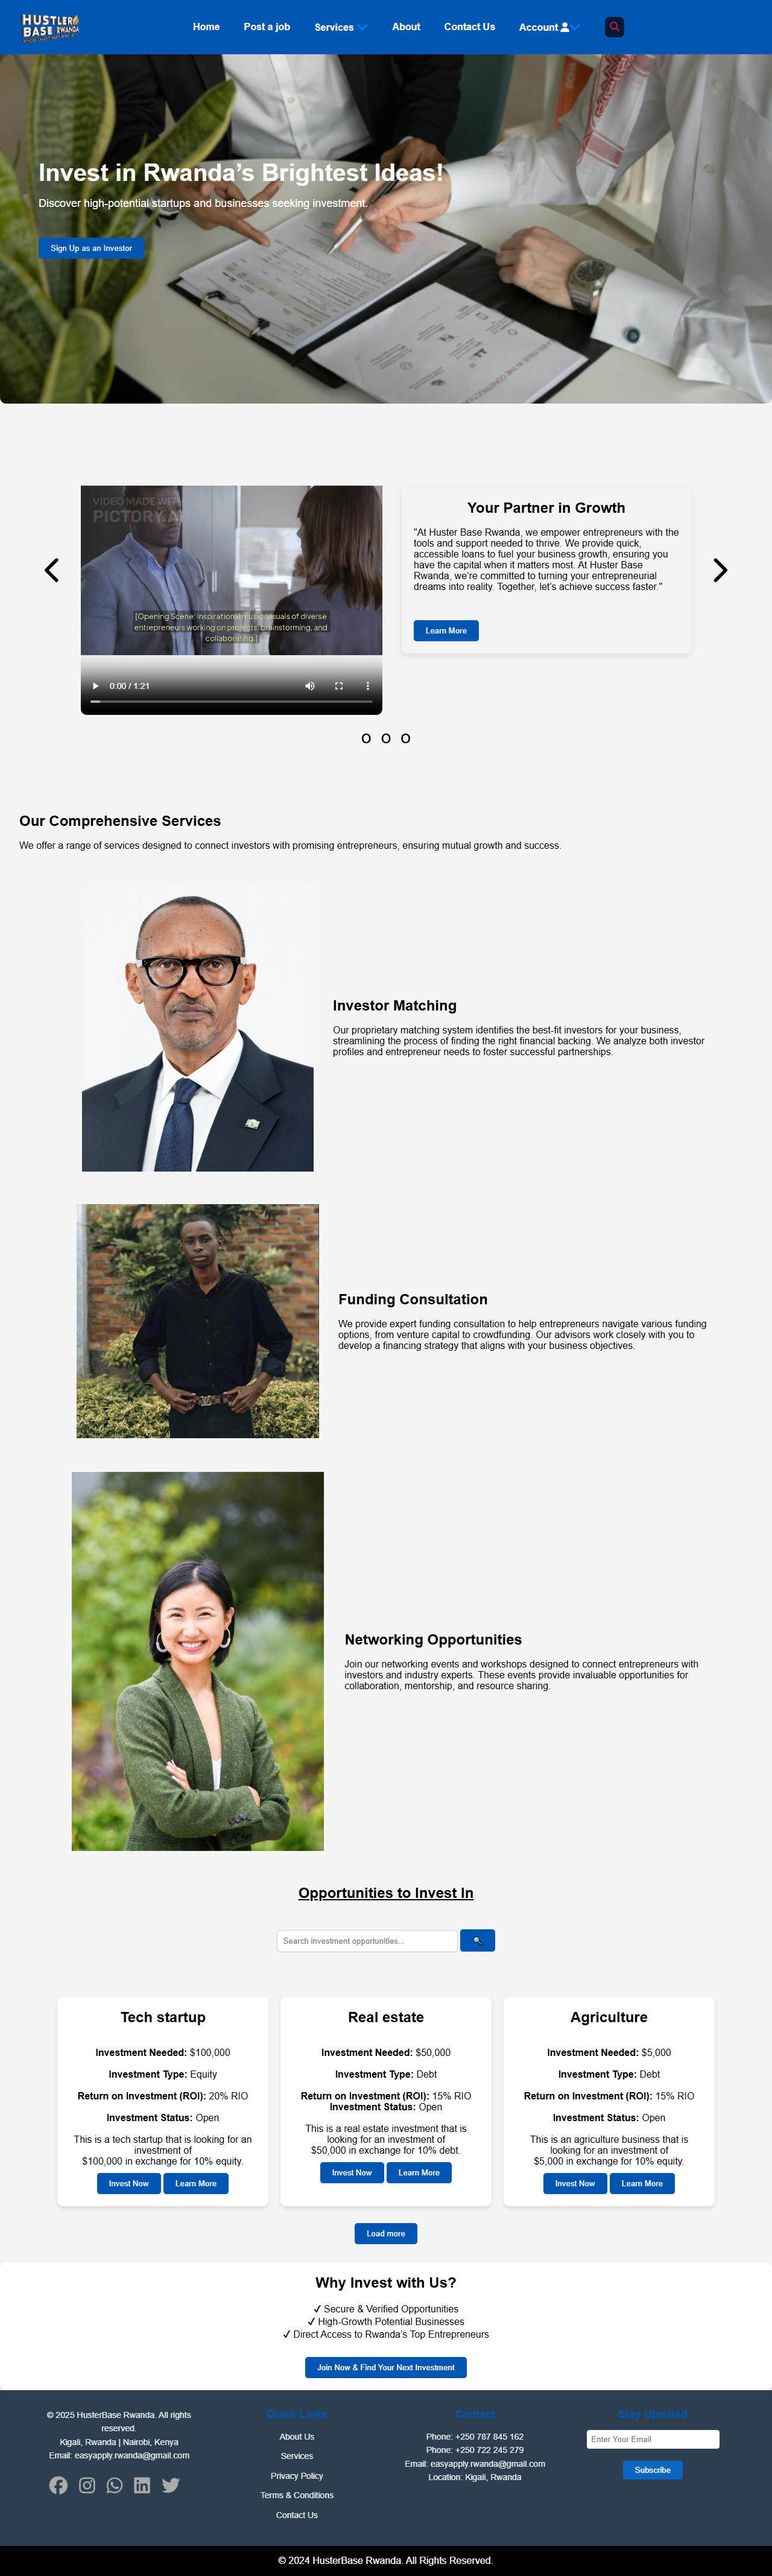 HUSTLER
BASE RWANDA
Home
Post a job
Services
About
Contact Us
Account
Invest in Rwanda’s Brightest Ideas!
Discover high-potential startups and businesses seeking investment.
Sign Up as an Investor
VIDEO MADE WITH
PICTORY.AI
[Opening Scene: Inspirational music, visuals of diverse
entrepreneurs working on projects, brainstorming, and
collaborating.]
0:00 / 1:21
Your Partner in Growth
"At Huster Base Rwanda, we empower entrepreneurs with the
tools and support needed to thrive. We provide quick,
accessible loans to fuel your business growth, ensuring you
have the capital when it matters most. At Huster Base
Rwanda, we’re committed to turning your entrepreneurial
dreams into reality. Together, let’s achieve success faster."
Learn More
O O O
Our Comprehensive Services
We offer a range of services designed to connect investors with promising entrepreneurs, ensuring mutual growth and success.
Investor Matching
Our proprietary matching system identifies the best-fit investors for your business,
streamlining the process of finding the right financial backing. We analyze both investor
profiles and entrepreneur needs to foster successful partnerships.
Funding Consultation
We provide expert funding consultation to help entrepreneurs navigate various funding
options, from venture capital to crowdfunding. Our advisors work closely with you to
develop a financing strategy that aligns with your business objectives.
Networking Opportunities
Join our networking events and workshops designed to connect entrepreneurs with
investors and industry experts. These events provide invaluable opportunities for
collaboration, mentorship, and resource sharing.
Opportunities to Invest In
Search investment opportunities...
Tech startup
Investment Needed: $100,000
Investment Type: Equity
Return on Investment (ROI): 20% RIO
Investment Status: Open
This is a tech startup that is looking for an
investment of
$100,000 in exchange for 10% equity.
Invest Now
Learn More
Real estate
Investment Needed: $50,000
Investment Type: Debt
Return on Investment (ROI): 15% RIO
Investment Status: Open
This is a real estate investment that is
looking for an investment of
$50,000 in exchange for 10% debt.
Invest Now
Learn More
Agriculture
Investment Needed: $5,000
Investment Type: Debt
Return on Investment (ROI): 15% RIO
Investment Status: Open
This is an agriculture business that is
looking for an investment of
$5,000 in exchange for 10% equity.
Invest Now
Learn More
Load more
Why Invest with Us?
✓ Secure & Verified Opportunities
✓ High-Growth Potential Businesses
✓ Direct Access to Rwanda’s Top Entrepreneurs
Join Now & Find Your Next Investment
© 2025 HusterBase Rwanda. All rights
reserved.
Kigali, Rwanda | Nairobi, Kenya
Email: easyapply.rwanda@gmail.com
Quick Links
About Us
Services
Privacy Policy
Terms & Conditions
Contact Us
Contact
Phone: +250 787 845 162
Phone: +250 722 245 279
Email: easyapply.rwanda@gmail.com
Location: Kigali, Rwanda
Stay Updated
Enter Your Email
Subscribe
© 2024 HusterBase Rwanda. All Rights Reserved.